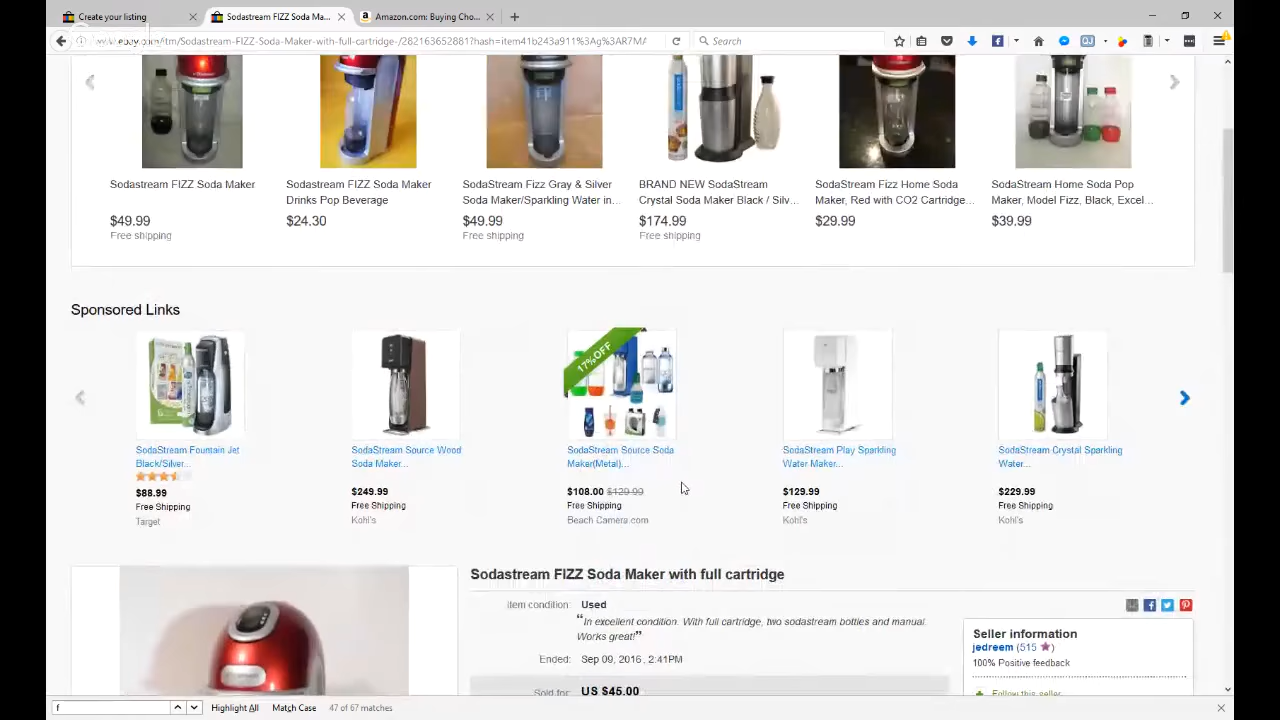 Create your listing
Sodastream FIZZ Soda Ma...
Amazon.com: Buying Cho...
www.ebay.com/itm/Sodastream-FIZZ-Soda-Maker-with-full-cartridge-/282163652881?hash=item41b243a911%3Ag%3AR7MA
Search
Sodastream FIZZ Soda Maker
$49.99
Free shipping
Sodastream FIZZ Soda Maker
Drinks Pop Beverage
$24.30
SodaStream Fizz Gray & Silver
Soda Maker/Sparkling Water in...
$49.99
Free shipping
BRAND NEW SodaStream
Crystal Soda Maker Black / Silv...
$174.99
Free shipping
SodaStream Fizz Home Soda
Maker, Red with CO2 Cartridge...
$29.99
SodaStream Home Soda Pop
Maker, Model Fizz, Black, Excel...
$39.99
Sponsored Links
17%OFF
SodaStream Fountain Jet
Black/Silver...
$88.99
Free Shipping
Target
SodaStream Source Wood
Soda Maker...
$249.99
Free Shipping
Kohl's
SodaStream Source Soda
Maker(Metal)...
$108.00 $129.99
Free Shipping
Beach Camera.com
SodaStream Play Sparkling
Water Maker...
$129.99
Free Shipping
Kohl's
SodaStream Crystal Sparkling
Water...
$229.99
Free Shipping
Kohl's
Sodastream FIZZ Soda Maker with full cartridge
Item condition: Used
“In excellent condition. With full cartridge, two sodastream bottles and manual.
Works great!”
Ended: Sep 09, 2016 , 2:41PM
Sold for: US $45.00
Seller information
jedreem (515 ★)
100% Positive feedback
Follow this seller
f
Highlight All
Match Case
47 of 67 matches